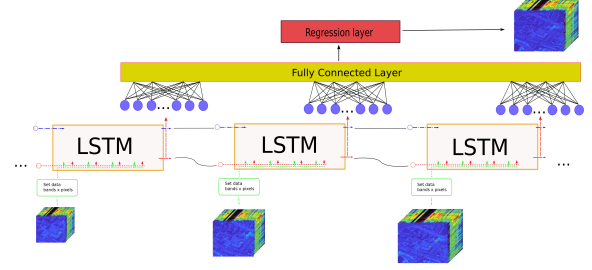 Regression layer
Fully Connected Layer
LSTM
LSTM
LSTM
Set data
bands x pixels
Set data
bands x pixels
Set data
bands x pixels